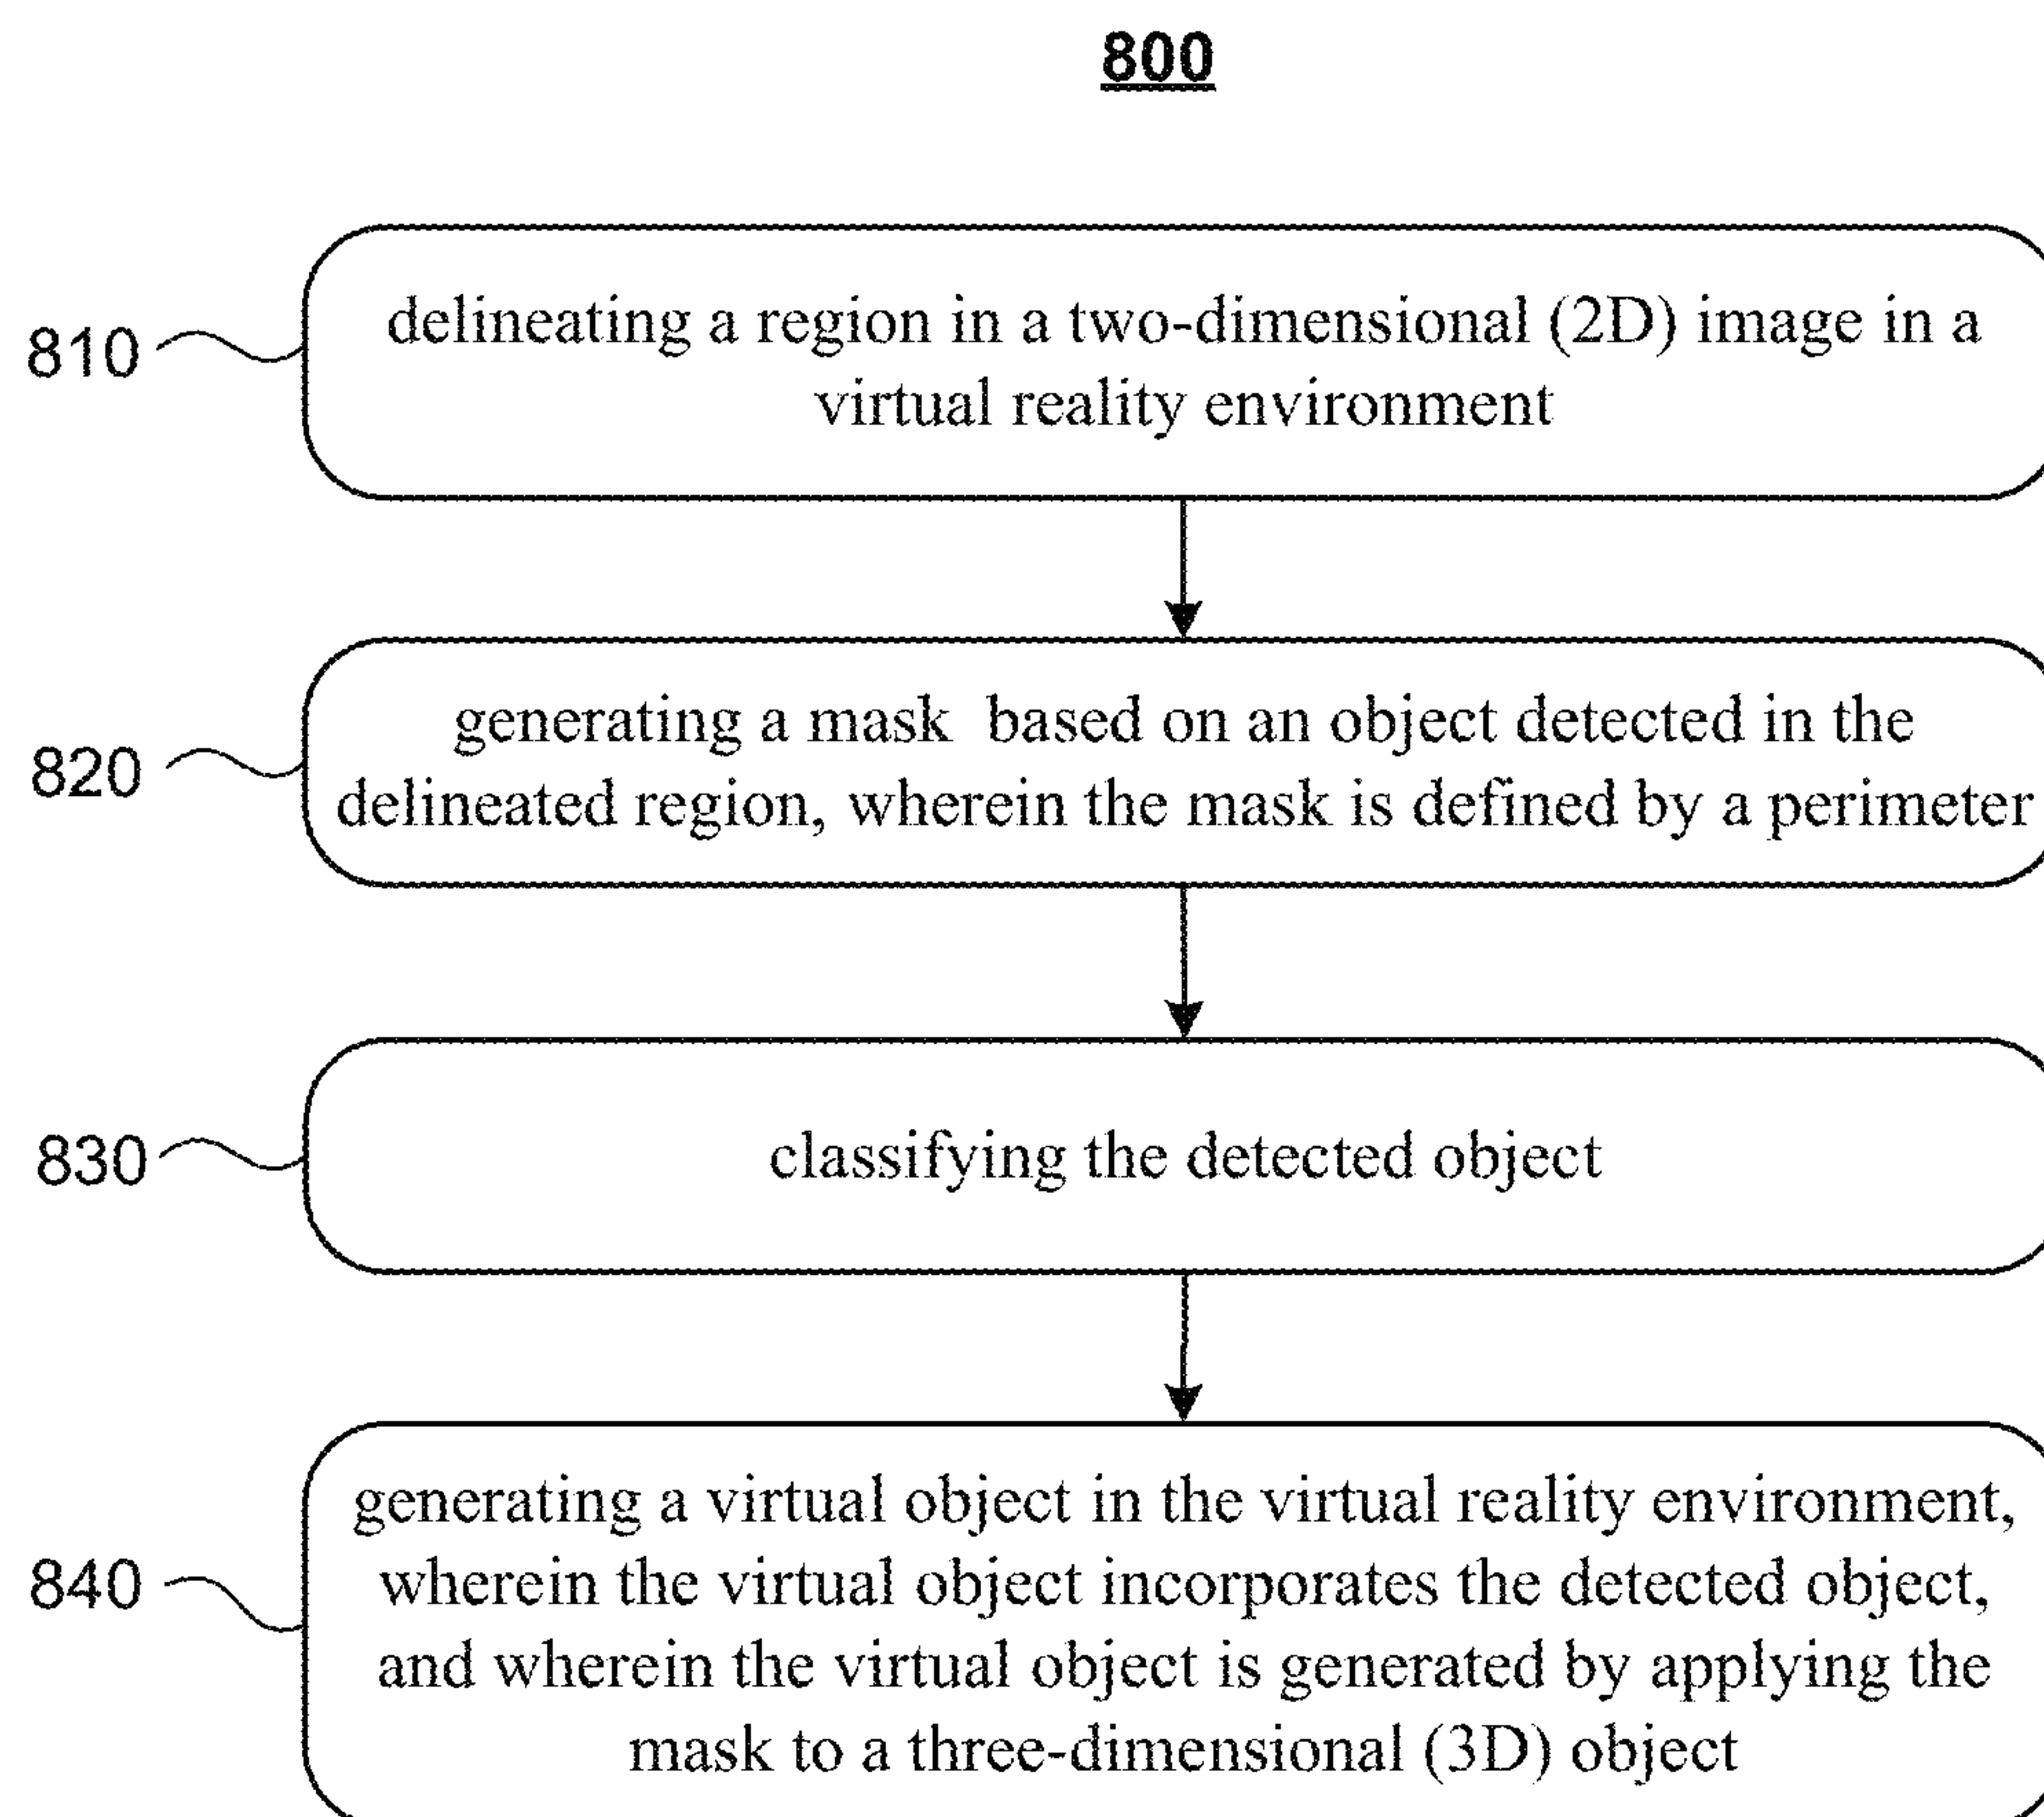 800
810
delineating a region in a two-dimensional (2D) image in a
virtual reality environment
820
generating a mask based on an object detected in the
delineated region, wherein the mask is defined by a perimeter
830
classifying the detected object
840
generating a virtual object in the virtual reality environment,
wherein the virtual object incorporates the detected object,
and wherein the virtual object is generated by applying the
mask to a three-dimensional (3D) object